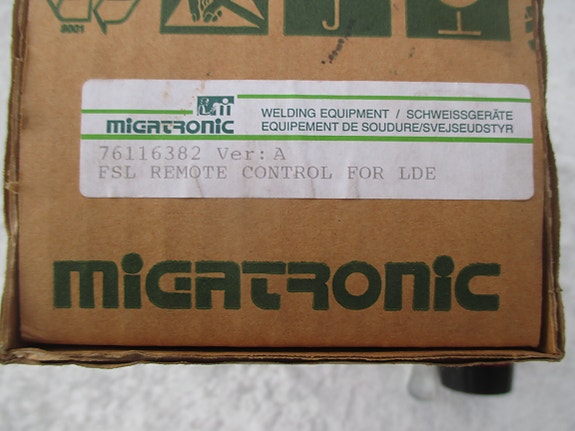 MIGATRONIC
WELDING EQUIPMENT / SCHWEISSGERÄTE
EQUIPEMENT DE SOUDURE/SVEJSEUDSTYR
76116382 Ver:A
FSL REMOTE CONTROL FOR LDE
MIGATRONIC